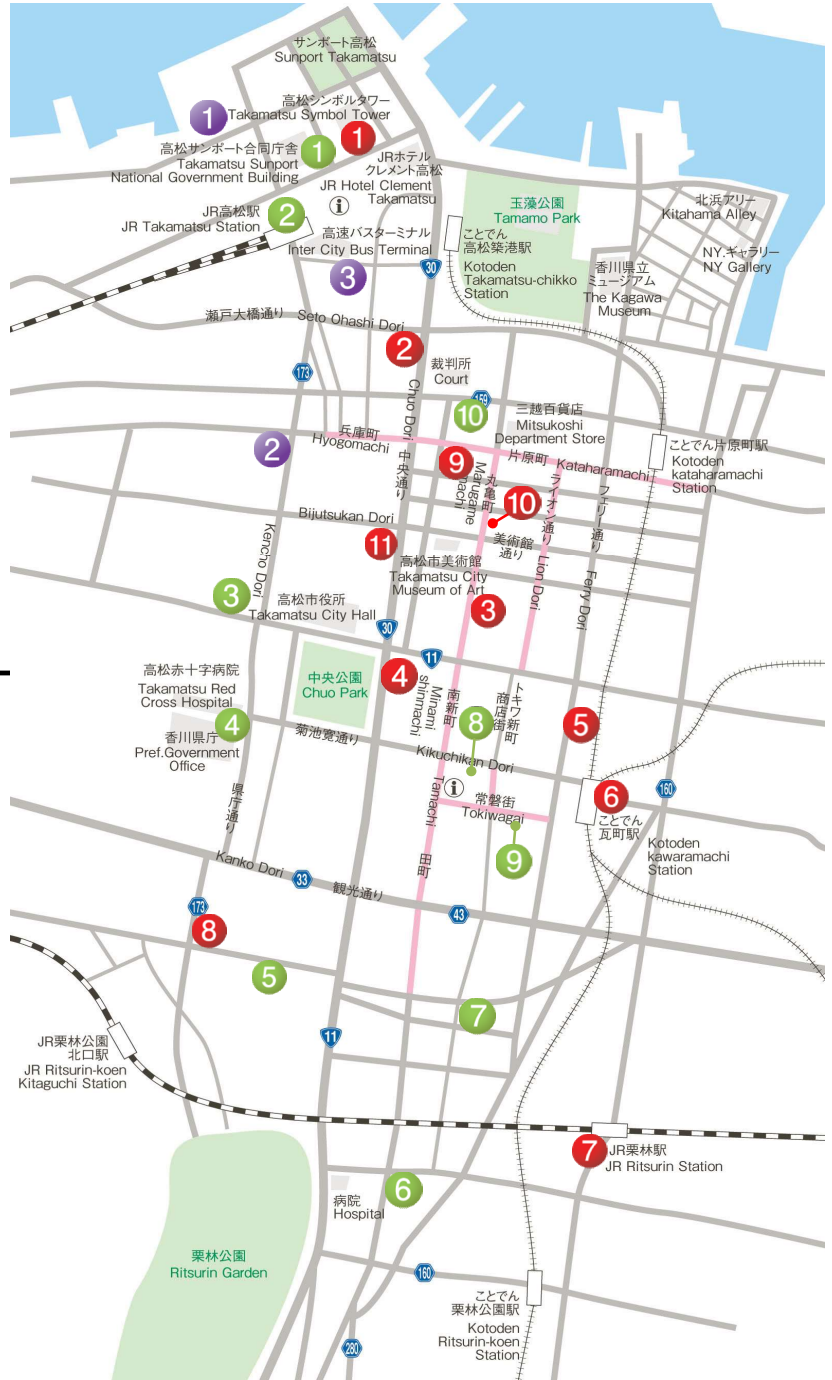 サンポート高松
Sunport Takamatsu
高松シンボルタワー
Takamatsu Symbol Tower
1
1
高松サンポート合同庁舎
Takamatsu Sunport
National Government Building
1
JRホテル
クレメント高松
JR Hotel Clement
Takamatsu
JR高松駅
JR Takamatsu Station
2
i
高速バスターミナル
Inter City Bus Terminal
3
30
玉藻公園
Tamamo Park
ことでん
高松築港駅
Kotoden
Takamatsu-chikko
Station
北浜アリー
Kitahama Alley
NY.ギャラリー
NY Gallery
香川県立
ミュージアム
The Kagawa
Museum
瀬戸大橋通り Seto Ohashi Dori
2
173
裁判所
Court
159
10
三越百貨店
Mitsukoshi
Department Store
Chuo Dori 中央通り
兵庫町
Hyogomachi
2
9
片原町 Kataharamachi
ことでん片原町駅
Kotoden
kataharamachi
Station
丸亀町
Marugame
machi
10
ライオン通り Lion Dori
フェリー通り Ferry Dori
Bijutsukan Dori
美術館
通り
11
高松市美術館
Takamatsu City
Museum of Art
3
Kencho Dori
3
高松市役所
Takamatsu City Hall
30
11
中央公園
Chuo Park
4
高松赤十字病院
Takamatsu Red
Cross Hospital
4
香川県庁
Pref.Government
Office
南新町
Minami
shinmachi
トキワ新町
商店街
8
5
菊池寛通り
Kikuchikan Dori
i
常磐街
Tokiwagai
6
ことでん
瓦町駅
160
Kotoden
kawaramachi
Station
9
Tamachi 田町
県庁通り
Kanko Dori
33
観光通り
43
173
8
5
7
11
JR栗林公園
北口駅
JR Ritsurin-koen
Kitaguchi Station
7
JR栗林駅
JR Ritsurin Station
6
病院
Hospital
栗林公園
Ritsurin Garden
160
ことでん
栗林公園駅
Kotoden
Ritsurin-koen
Station
280